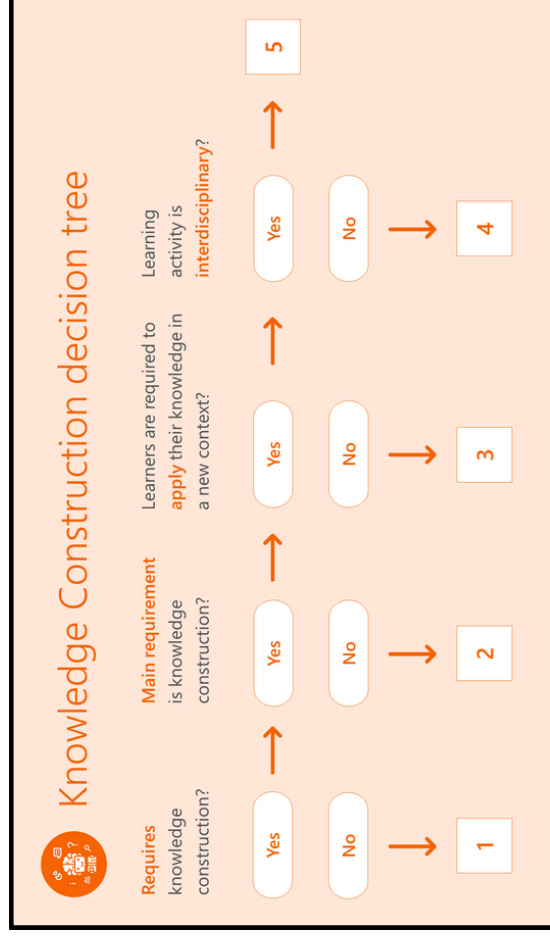 Knowledge Construction decision tree
Requires
knowledge
construction?
Yes
No
1
Main requirement
is knowledge
construction?
Yes
No
2
Learners are required to
apply their knowledge in
a new context?
Yes
No
3
Learning
activity is
interdisciplinary?
Yes
No
4
5